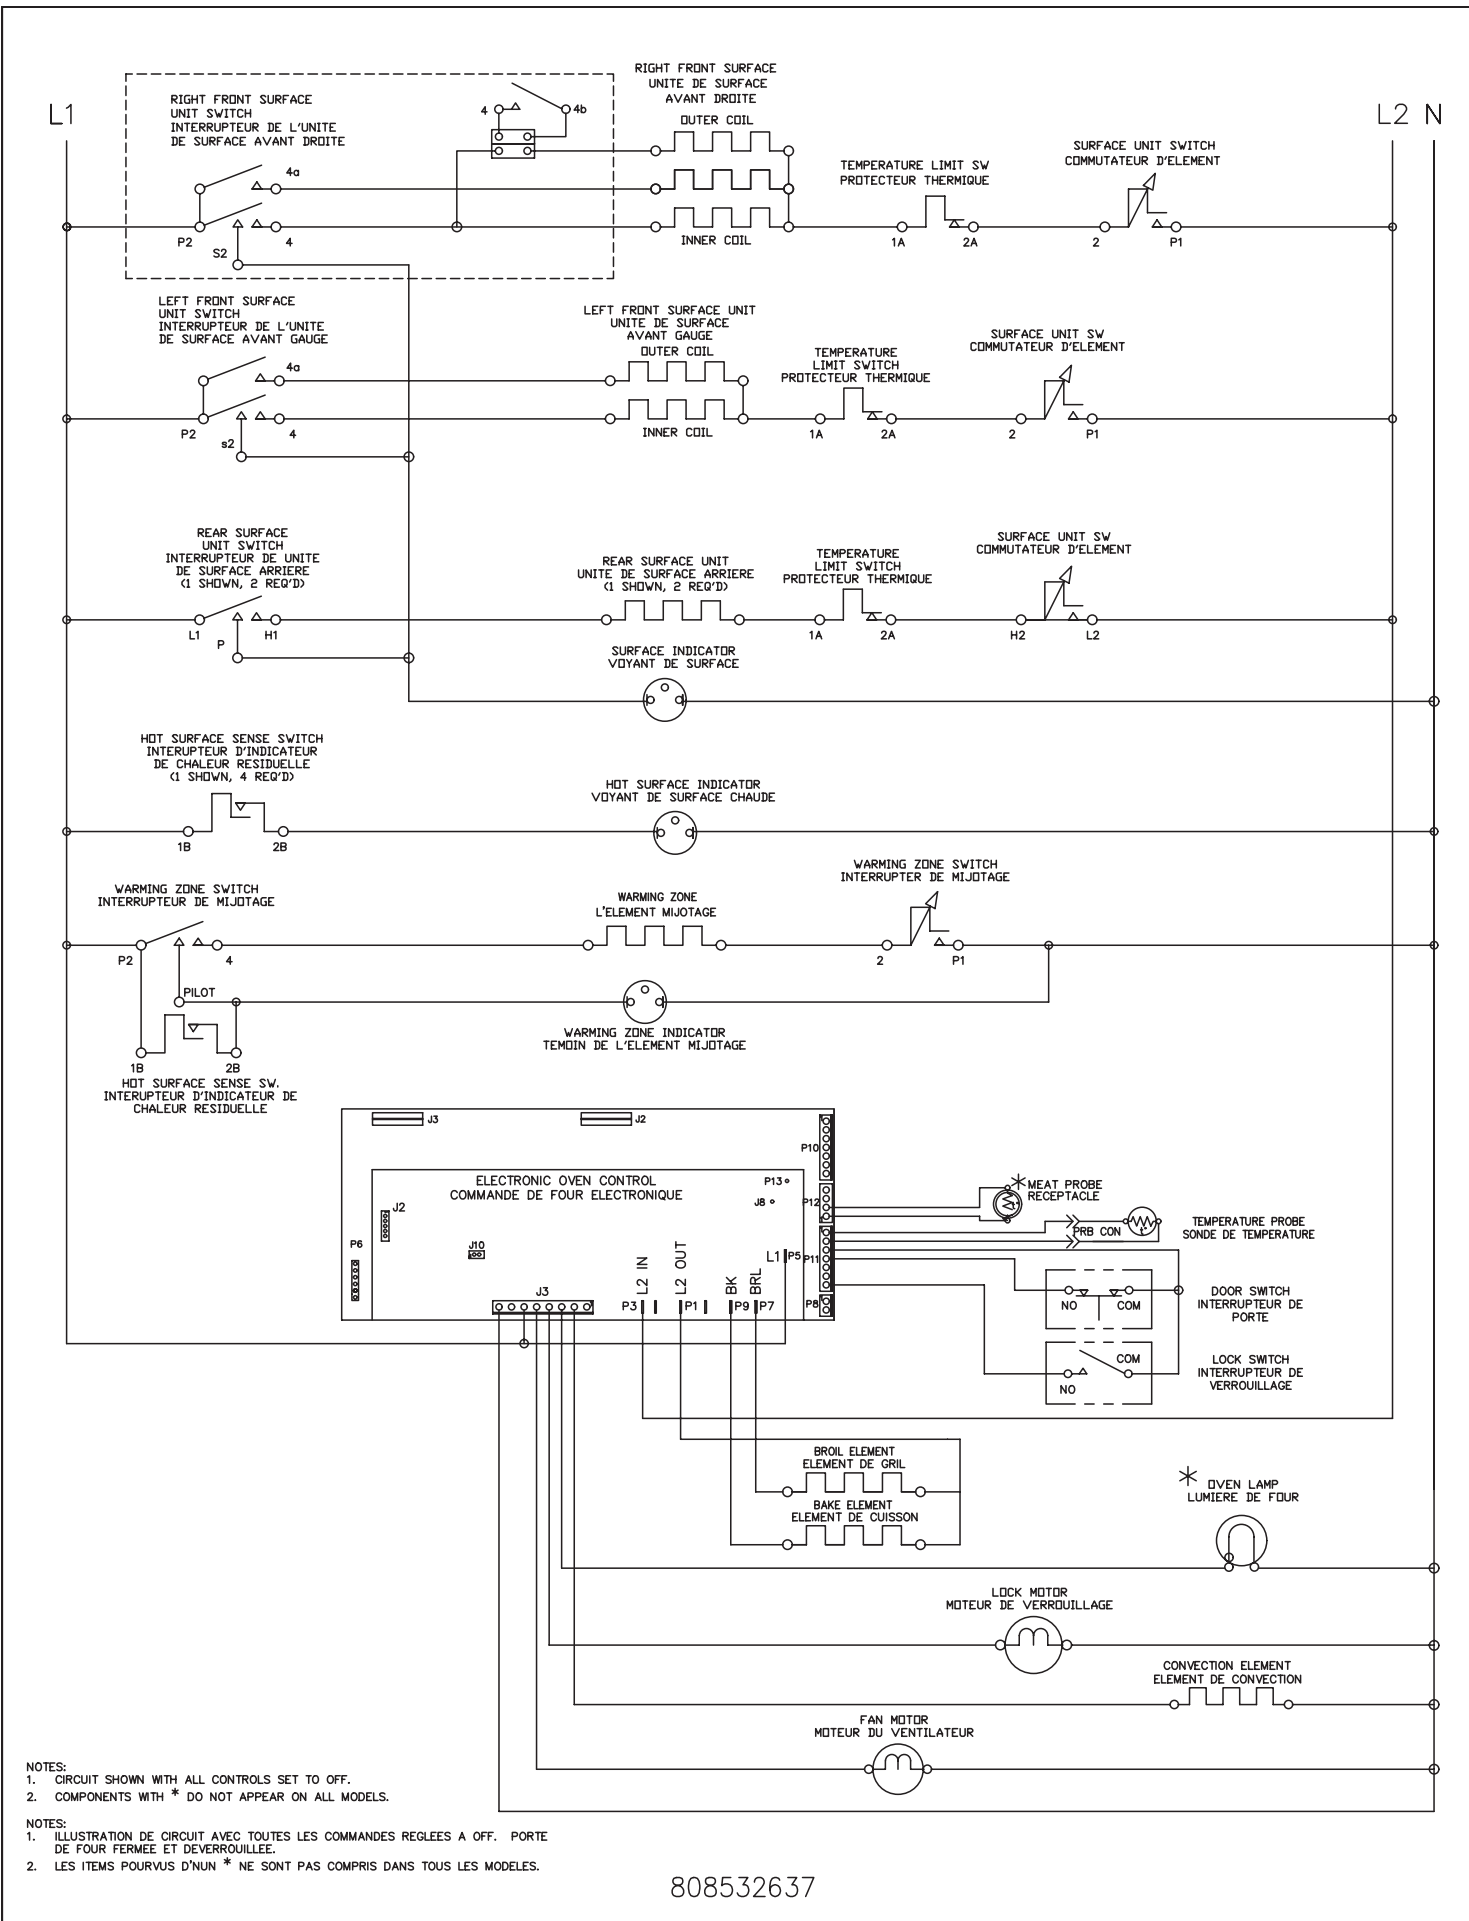 L1
L2 N
RIGHT FRONT SURFACE
UNIT SWITCH
INTERRUPTEUR DE L'UNITE
DE SURFACE AVANT DROITE
4
4b
4a
P2
4
S2
RIGHT FRONT SURFACE
UNITE DE SURFACE
AVANT DROITE
OUTER COIL
INNER COIL
TEMPERATURE LIMIT SW
PROTECTEUR THERMIQUE
1A
2A
SURFACE UNIT SWITCH
COMMUTATEUR D'ELEMENT
2
P1
LEFT FRONT SURFACE
UNIT SWITCH
INTERRUPTEUR DE L'UNITE
DE SURFACE AVANT GAUGE
4a
P2
4
s2
LEFT FRONT SURFACE UNIT
UNITE DE SURFACE
AVANT GAUGE
OUTER COIL
INNER COIL
TEMPERATURE
LIMIT SWITCH
PROTECTEUR THERMIQUE
1A
2A
SURFACE UNIT SW
COMMUTATEUR D'ELEMENT
2
P1
REAR SURFACE
UNIT SWITCH
INTERRUPTEUR DE UNITE
DE SURFACE ARRIERE
(1 SHOWN, 2 REQ'D)
L1
H1
P
REAR SURFACE UNIT
UNITE DE SURFACE ARRIERE
(1 SHOWN, 2 REQ'D)
TEMPERATURE
LIMIT SWITCH
PROTECTEUR THERMIQUE
1A
2A
SURFACE UNIT SW
COMMUTATEUR D'ELEMENT
H2
L2
SURFACE INDICATOR
VOYANT DE SURFACE
HOT SURFACE SENSE SWITCH
INTERUPTEUR D'INDICATEUR
DE CHALEUR RESIDUELLE
(1 SHOWN, 4 REQ'D)
1B
2B
HOT SURFACE INDICATOR
VOYANT DE SURFACE CHAUDE
WARMING ZONE SWITCH
INTERRUPTEUR DE MIJOTAGE
P2
4
PILOT
WARMING ZONE
L'ELEMENT MIJOTAGE
WARMING ZONE SWITCH
INTERRUPTER DE MIJOTAGE
2
P1
WARMING ZONE INDICATOR
TEMOIN DE L'ELEMENT MIJOTAGE
1B
2B
HOT SURFACE SENSE SW.
INTERUPTEUR D'INDICATEUR DE
CHALEUR RESIDUELLE
J3
J2
P10
ELECTRONIC OVEN CONTROL
COMMANDE DE FOUR ELECTRONIQUE
P13
J8
P12
J2
P6
J10
J3
L2 IN
L2 OUT
BK
BRL
L1
P5
P11
P3
P1
P9
P7
P8
* MEAT PROBE
RECEPTACLE
PRB CON
TEMPERATURE PROBE
SONDE DE TEMPERATURE
NO
COM
DOOR SWITCH
INTERRUPTEUR DE
PORTE
COM
NO
LOCK SWITCH
INTERRUPTEUR DE
VERROUILLAGE
BROIL ELEMENT
ELEMENT DE GRIL
BAKE ELEMENT
ELEMENT DE CUISSON
* OVEN LAMP
LUMIERE DE FOUR
LOCK MOTOR
MOTEUR DE VERROUILLAGE
CONVECTION ELEMENT
ELEMENT DE CONVECTION
FAN MOTOR
MOTEUR DU VENTILATEUR
NOTES:
1. CIRCUIT SHOWN WITH ALL CONTROLS SET TO OFF.
2. COMPONENTS WITH * DO NOT APPEAR ON ALL MODELS.
NOTES:
1. ILLUSTRATION DE CIRCUIT AVEC TOUTES LES COMMANDES REGLEES A OFF. PORTE
DE FOUR FERMEE ET DEVERROUILLEE.
2. LES ITEMS POURVUS D'NUN * NE SONT PAS COMPRIS DANS TOUS LES MODELES.
808532637